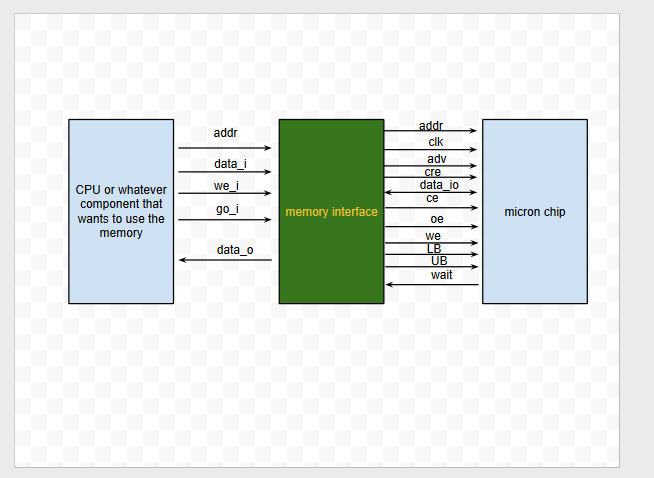 addr
data_i
we_i
go_i
data_o
CPU or whatever
component that
wants to use the
memory
memory interface
addr
clk
adv
cre
data_io
ce
oe
we
LB
UB
wait
micron chip